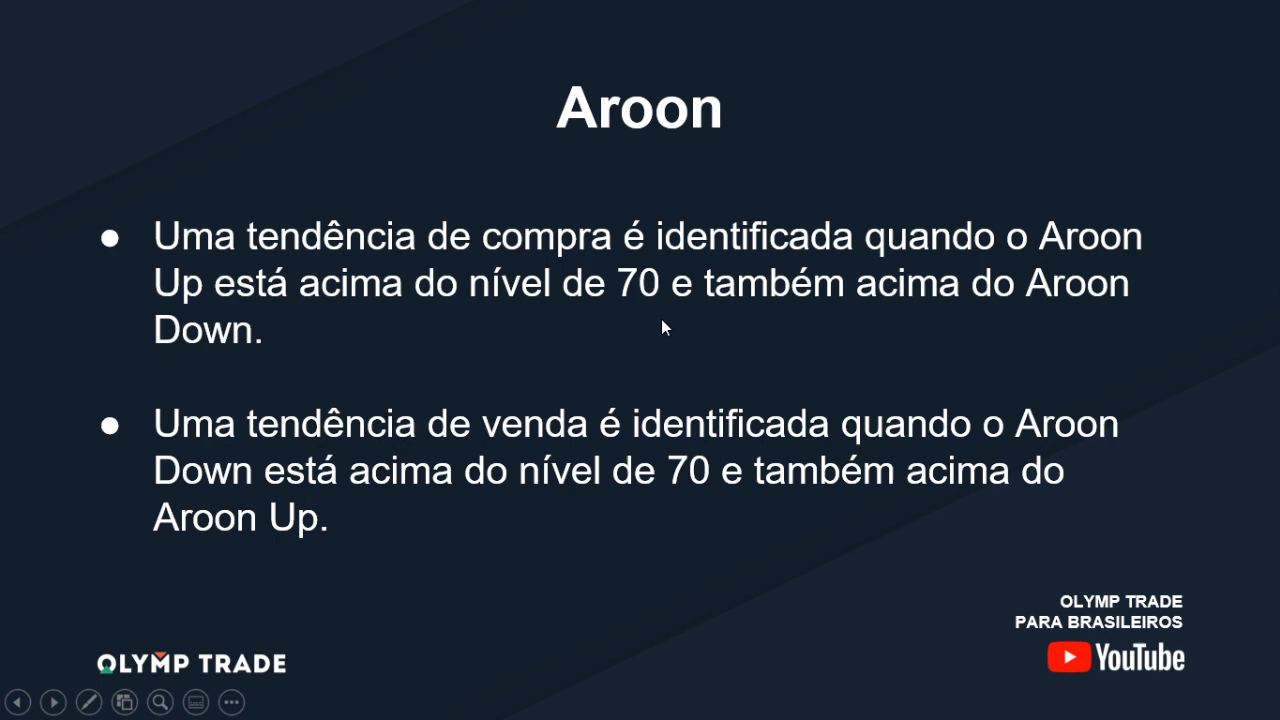 Aroon
● Uma tendência de compra é identificada quando o Aroon
Up está acima do nível de 70 e também acima do Aroon
Down.
● Uma tendência de venda é identificada quando o Aroon
Down está acima do nível de 70 e também acima do
Aroon Up.
OLYMP TRADE
PARA BRASILEIROS
OLYMP TRADE
YouTube